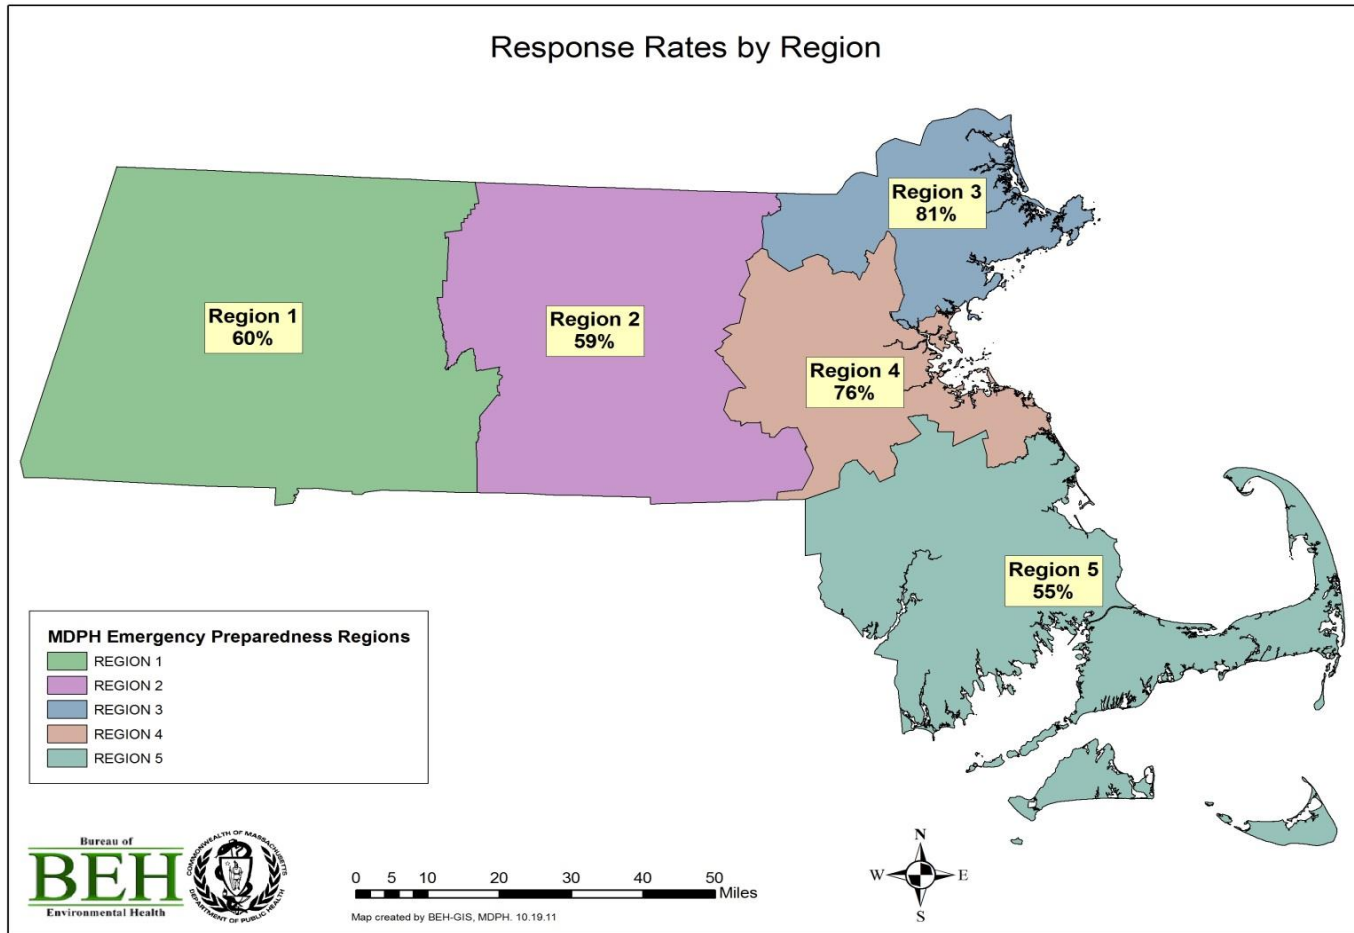 Response Rates by Region
Region 3
81%
Region 1
60%
Region 2
59%
Region 4
76%
Region 5
55%
MDPH Emergency Preparedness Regions
REGION 1
REGION 2
REGION 3
REGION 4
REGION 5
Bureau of
BEH
Environmental Health
COMMONWEALTH OF MASSACHUSETTS
DEPARTMENT OF PUBLIC HEALTH
0 5 10 20 30 40 50
Miles
Map created by BEH-GIS, MDPH. 10.19.11
N
W E
S